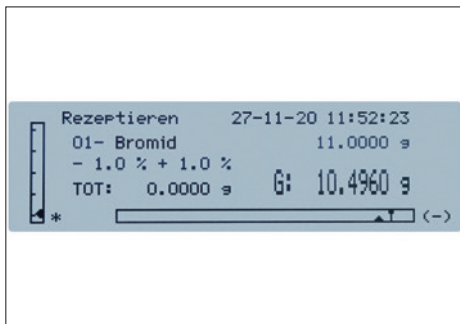 Rezeptieren 27-11-20 11:52:23
01- Bromid 11.0000 g
- 1.0 % + 1.0 %
TOT: 0.0000 g G: 10.4960 g
* (-)